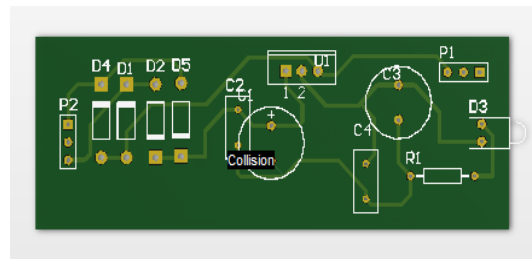 P1
U1
D4 D1 D2 D5
C3
C2
C1
1 2
D3
P2
+
C4
Collision
R1